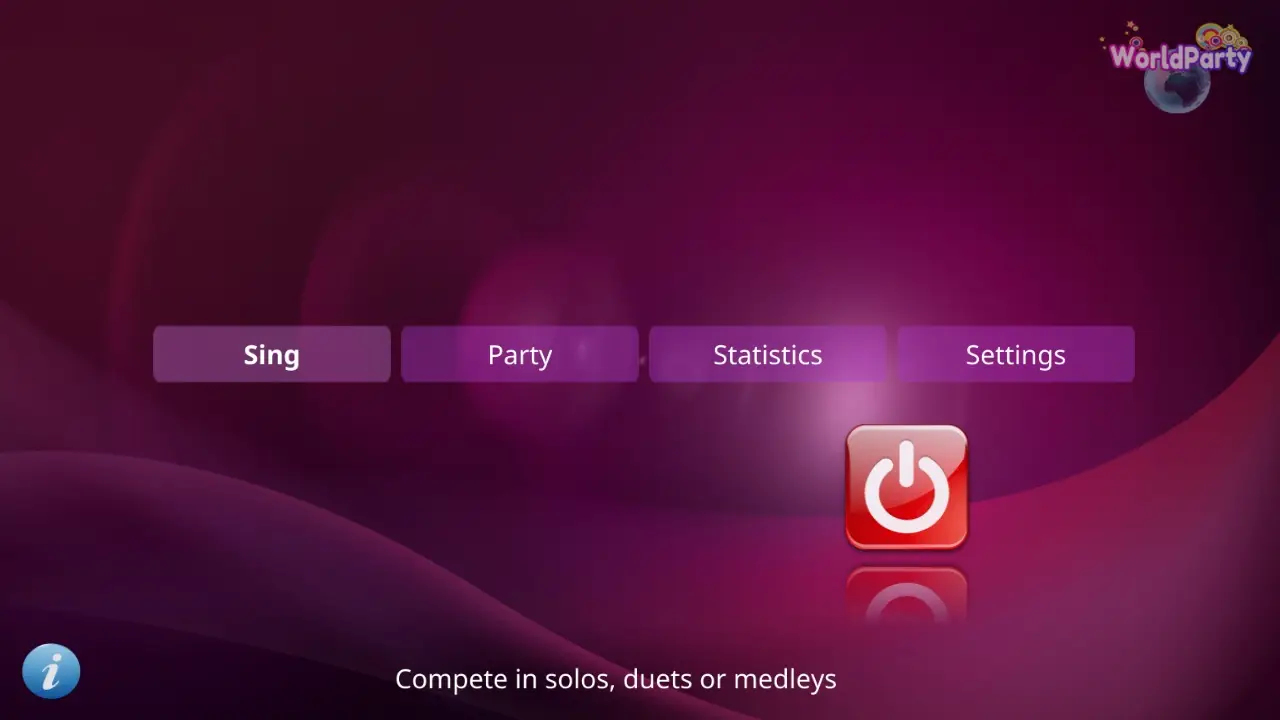 WorldParty
Sing
Party
Statistics
Settings
i
Compete in solos, duets or medleys